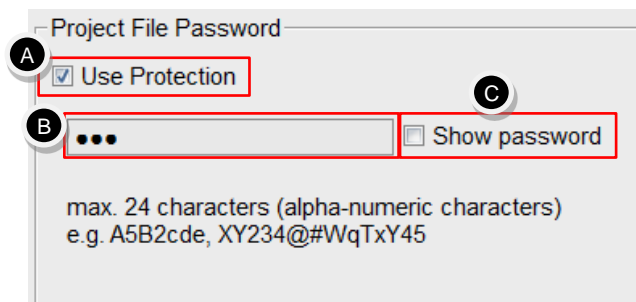 Project File Password
A
Use Protection
C
B
●●● Show password
max. 24 characters (alpha-numeric characters)
e.g. A5B2cde, XY234@#WqTxY45